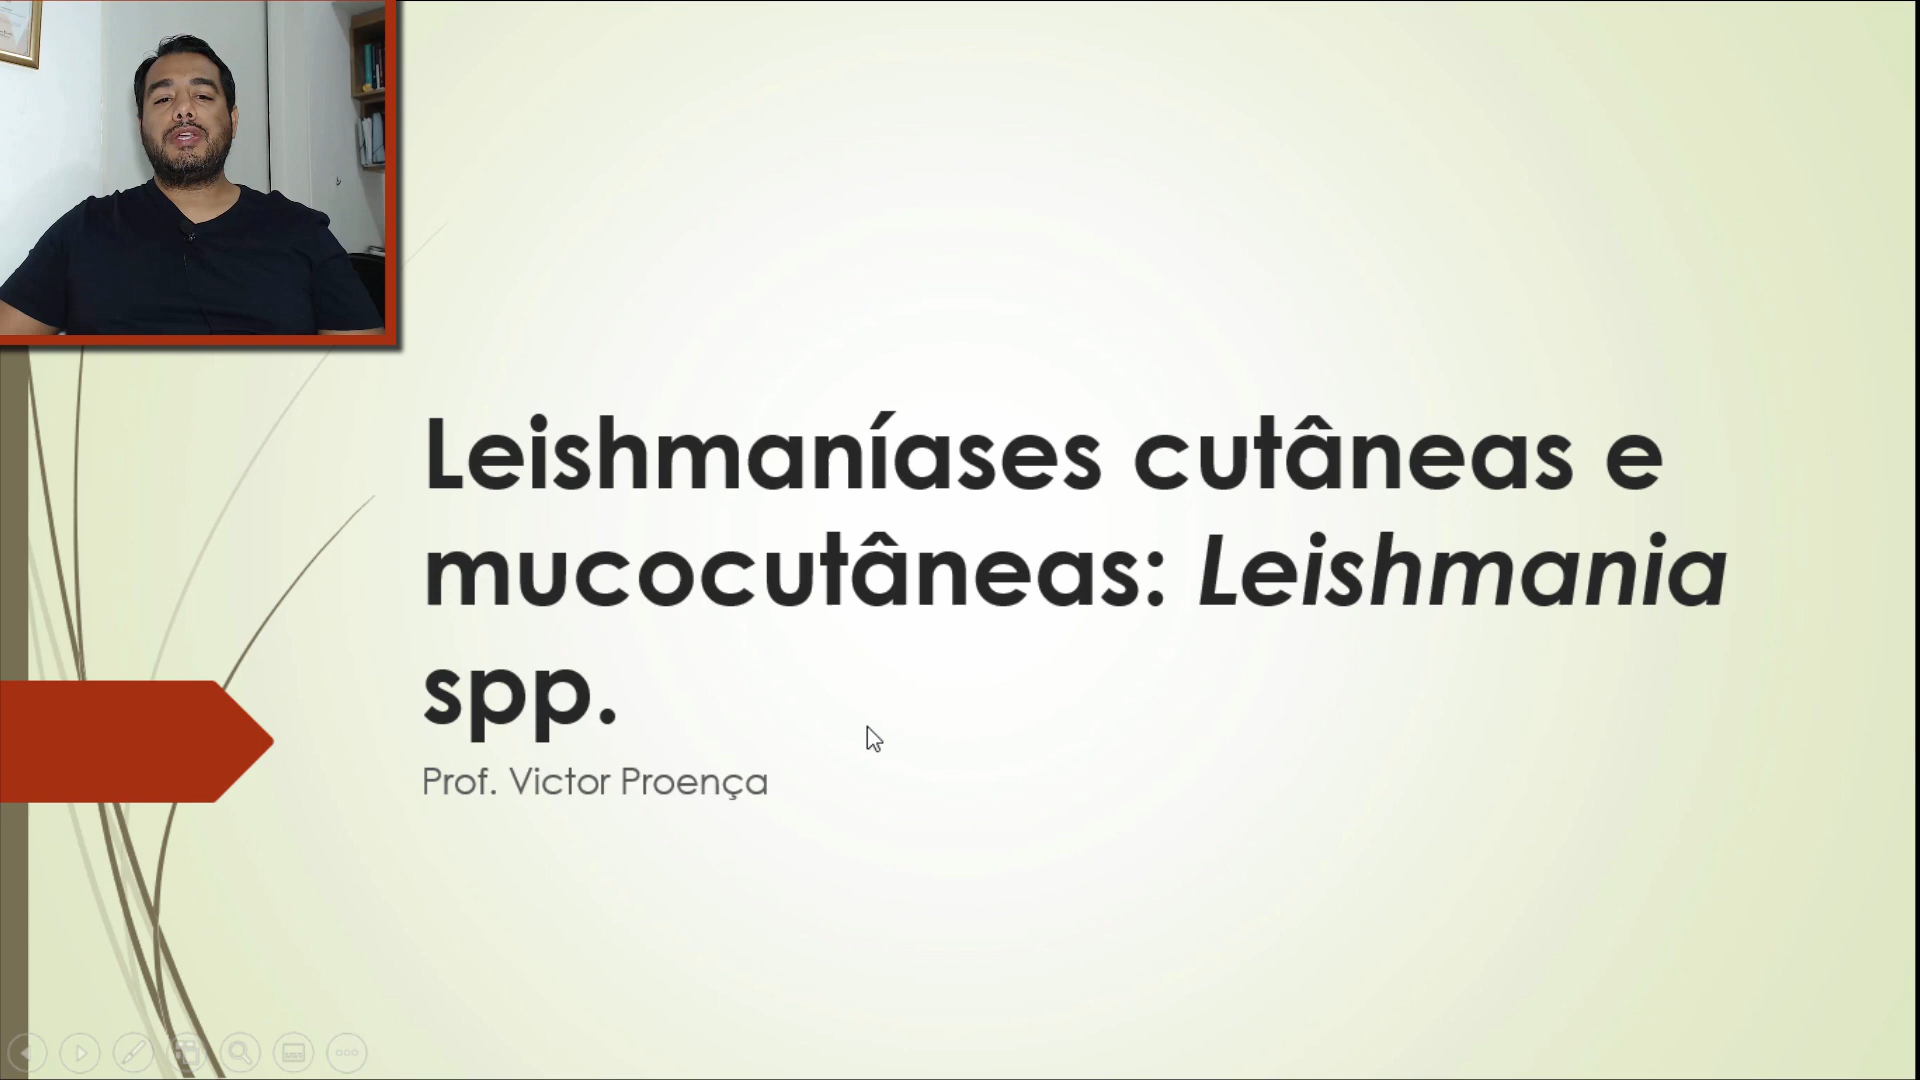 Leishmaníases cutâneas e
mucocutâneas: Leishmania
spp.
Prof. Victor Proença